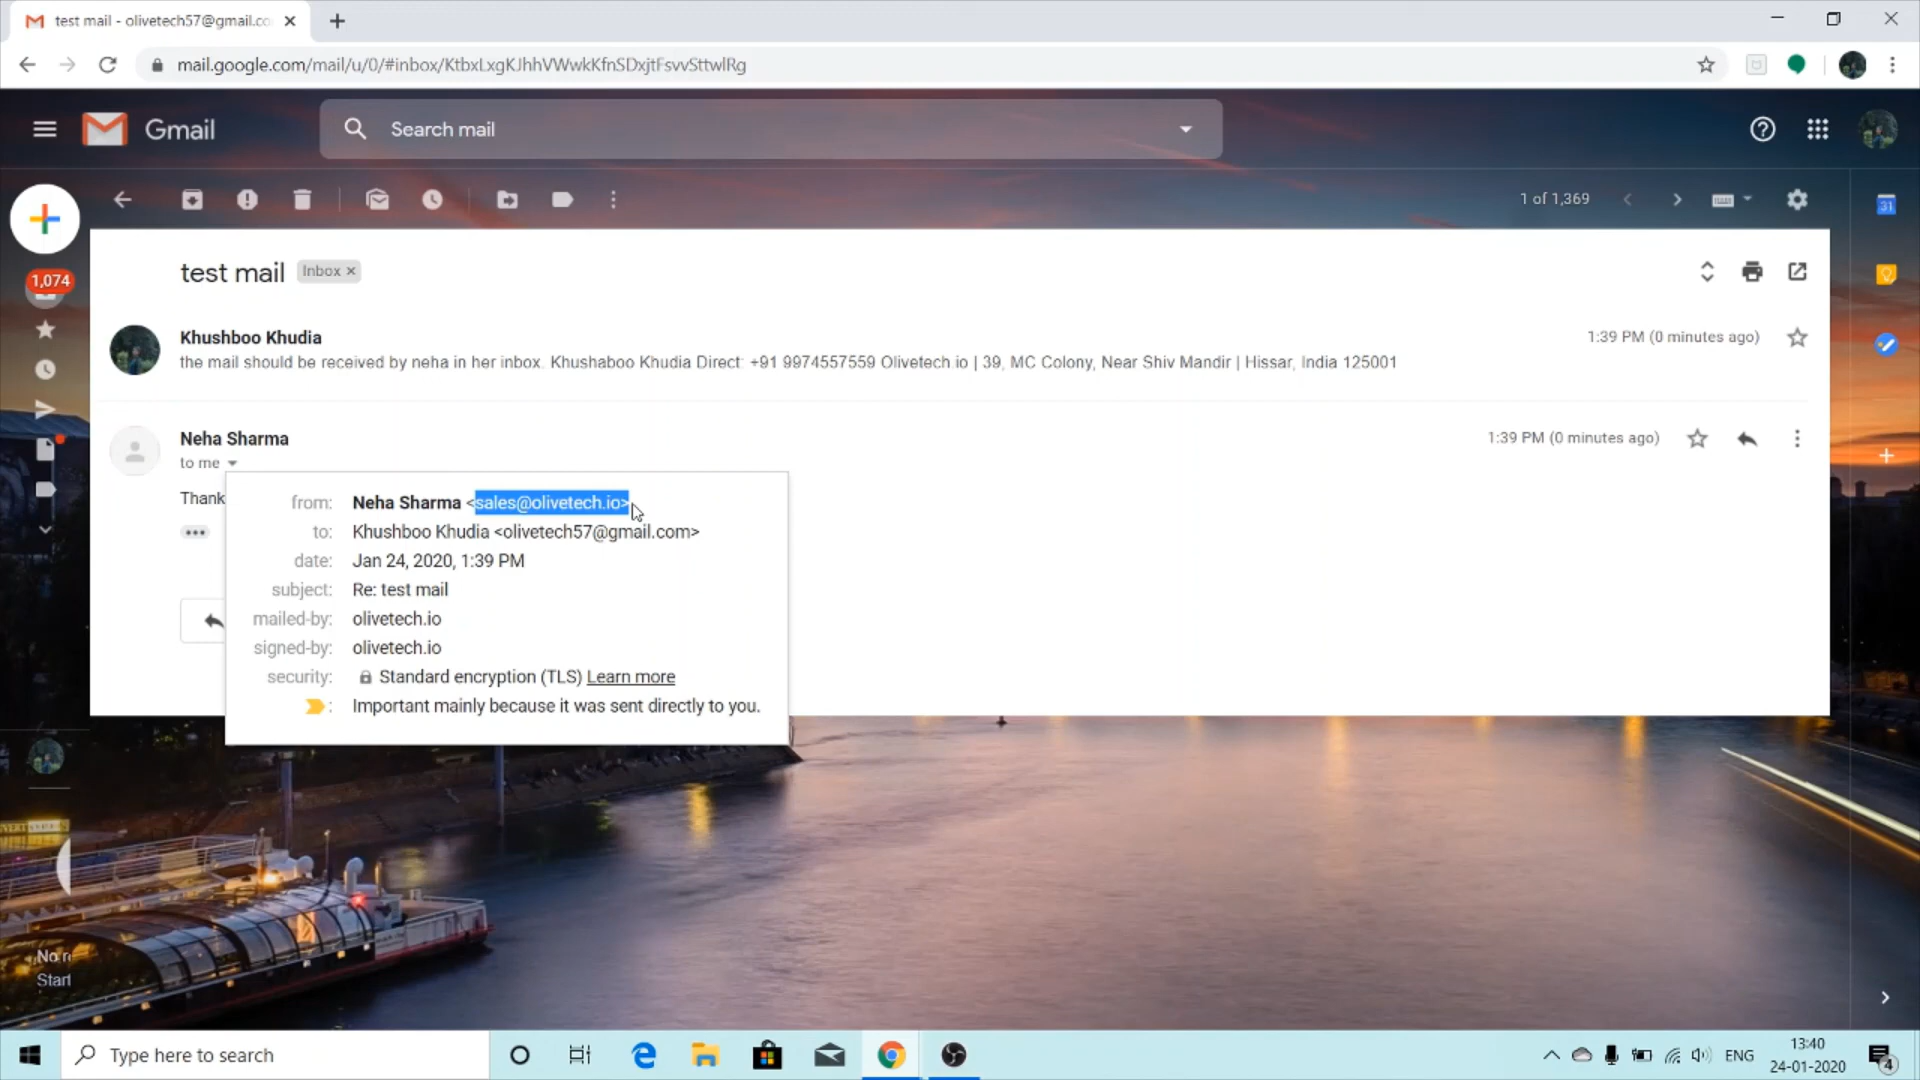 test mail - olivetech57@gmail.co
mail.google.com/mail/u/0/#inbox/KtbxLxgKJhhVWwkKfnSDxjtFsvvSttwlRg
Gmail
Search mail
1 of 1,369
31
1,074
test mail
Inbox
Khushboo Khudia
1:39 PM (0 minutes ago)
the mail should be received by neha in her inbox. Khushaboo Khudia Direct: +91 9974557559 Olivetech io | 39, MC Colony, Near Shiv Mandir | Hissar, India 125001
Neha Sharma
1:39 PM (0 minutes ago)
to me
Thank
from: Neha Sharma <sales@olivetech.io>
to: Khushboo Khudia <olivetech57@gmail.com>
date: Jan 24, 2020, 1:39 PM
subject: Re: test mail
mailed-by: olivetech.io
signed-by: olivetech.io
security: Standard encryption (TLS) Learn more
: Important mainly because it was sent directly to you.
No r
Start
Type here to search
ENG
13:40
24-01-2020
4